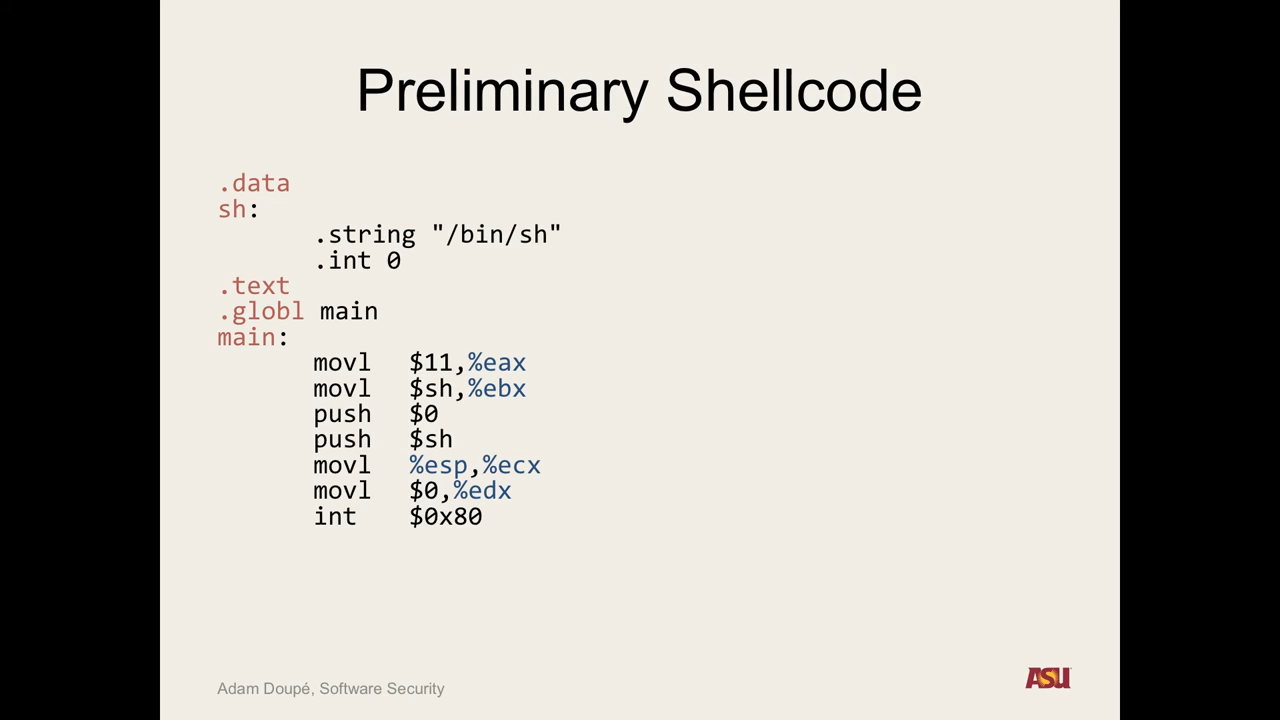 Preliminary Shellcode
.data
sh:
.string "/bin/sh"
.int 0
.text
.globl main
main:
movl $11,%eax
movl $sh,%ebx
push $0
push $sh
movl %esp,%ecx
movl $0,%edx
int $0x80
Adam Doupé, Software Security
ASU